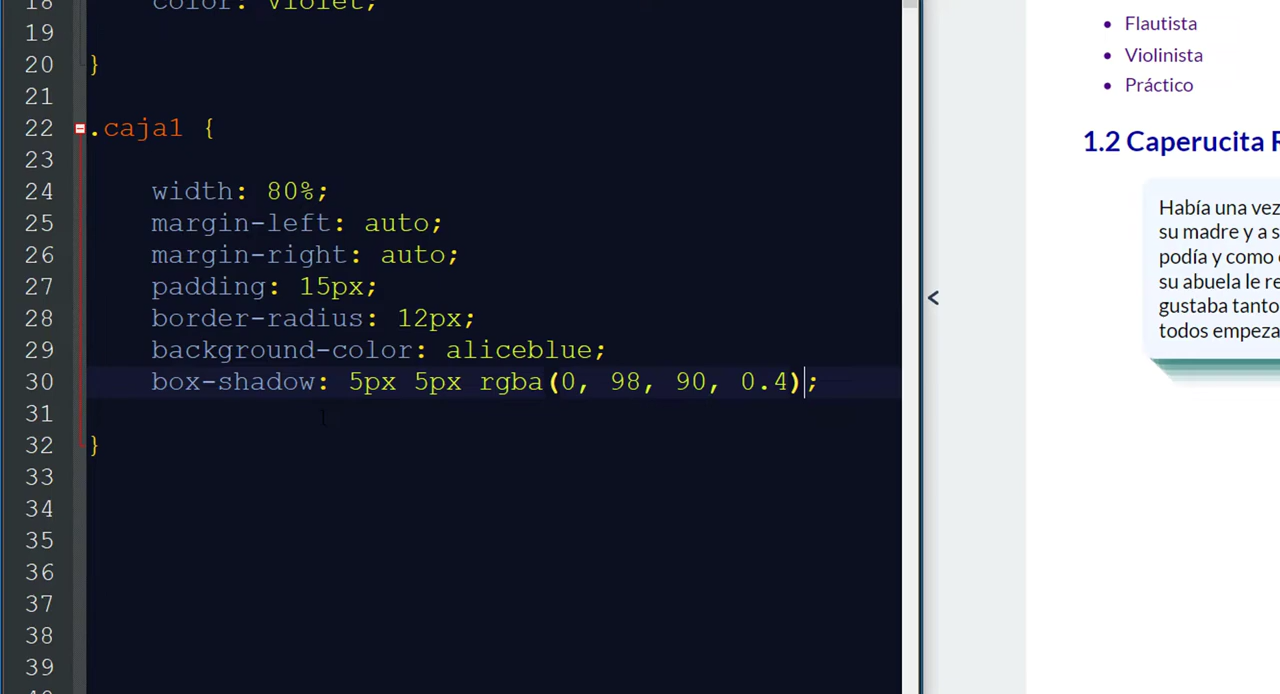 18 color: violet;
19
20 }
21
22 .caja1 {
23
24 width: 80%;
25 margin-left: auto;
26 margin-right: auto;
27 padding: 15px;
28 border-radius: 12px;
29 background-color: aliceblue;
30 box-shadow: 5px 5px rgba(0, 98, 90, 0.4);
31
32 }
33
34
35
36
37
38
39
Flautista
Violinista
Práctico
1.2 Caperucita R
Había una vez
su madre y a s
podía y como
su abuela le re
gustaba tanto
todos empeza